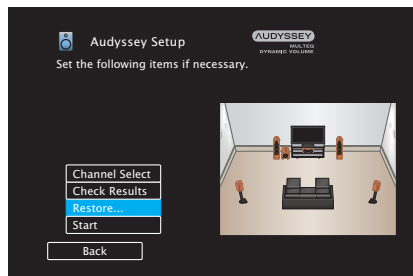 Audyssey Setup
AUDYSSEY
MULTEQ
DYNAMIC VOLUME
Set the following items if necessary.
Channel Select
Check Results
Restore...
Start
Back